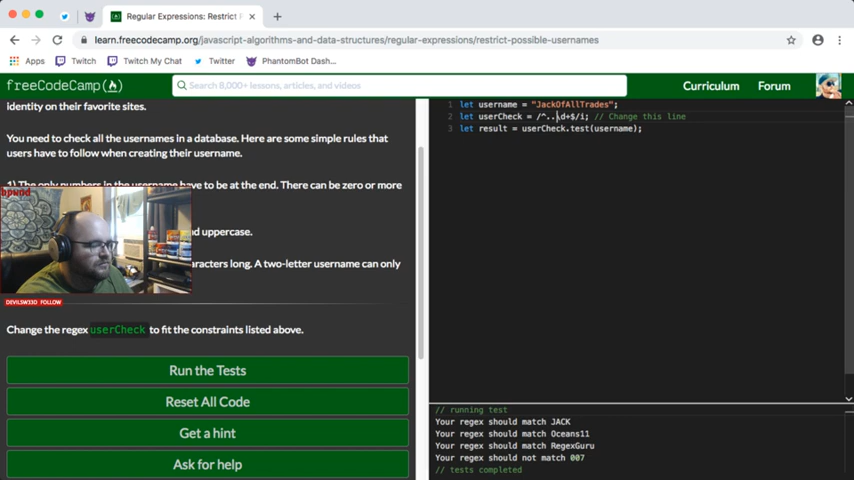 Regular Expressions: Restrict P
learn.freecodecamp.org/javascript-algorithms-and-data-structures/regular-expressions/restrict-possible-usernames
Apps Twitch Twitch My Chat Twitter PhantomBot Dash...
freeCodeCamp
Search 8,000+ lessons, articles, and videos
Curriculum Forum
identity on their favorite sites.
You need to check all the usernames in a database. Here are some simple rules that
users have to follow when creating their username.
1) The only numbers in the username have to be at the end. There can be zero or more
nd uppercase.
aracters long. A two-letter username can only
DEVILSW33D FOLLOW
Change the regex userCheck to fit the constraints listed above.
Run the Tests
Reset All Code
Get a hint
Ask for help
1 let username = "JackOfAllTrades";
2 let userCheck = /^..\d+$/i; // Change this line
3 let result = userCheck.test(username);
// running test
Your regex should match JACK
Your regex should match Oceans11
Your regex should match RegexGuru
Your regex should not match 007
// tests completed